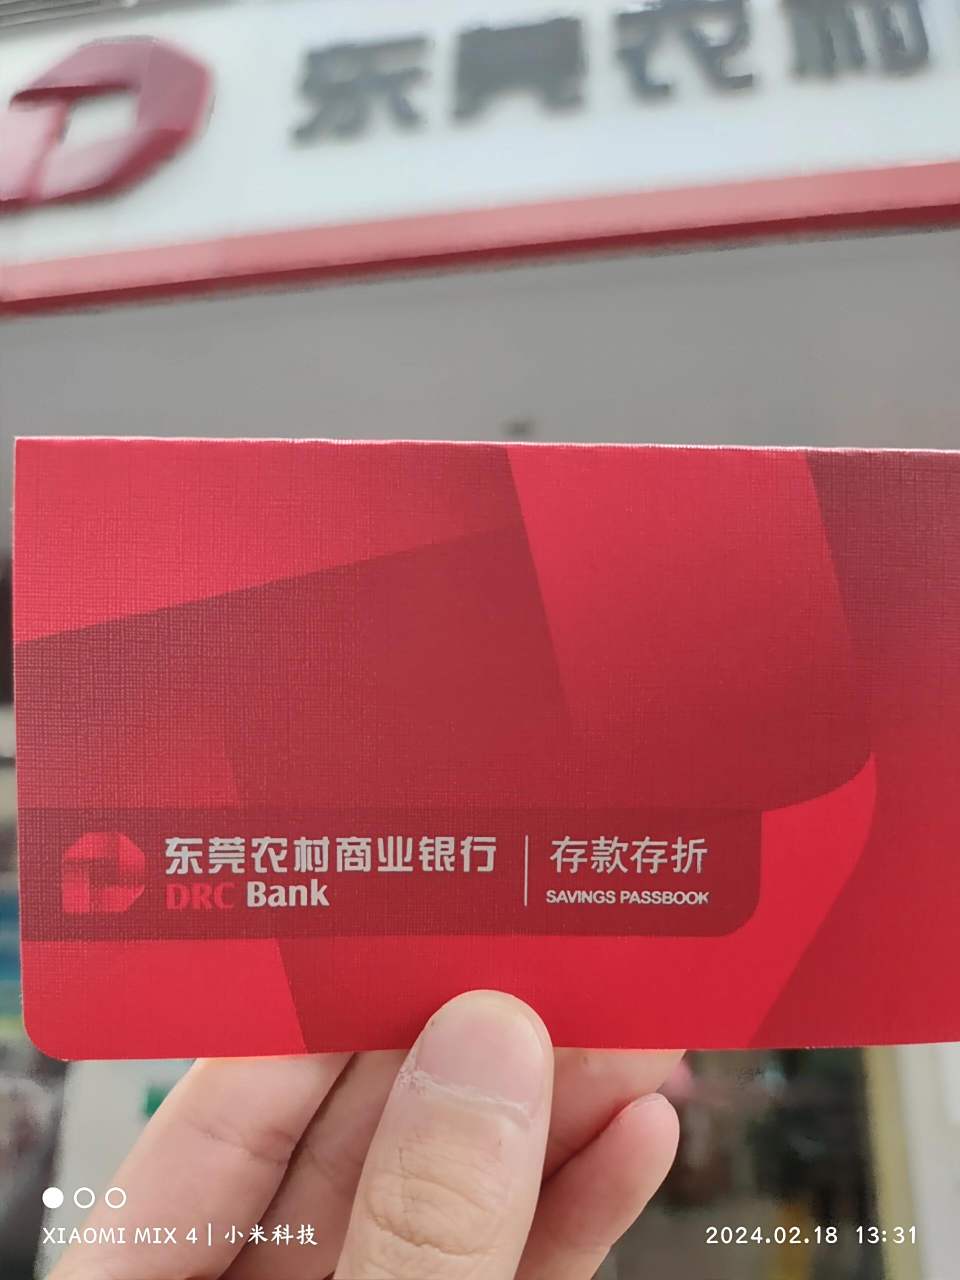 东莞农村
东莞农村商业银行
DRC Bank
存款存折
SAVINGS PASSBOOK
XIAOMI MIX 4 | 小米科技
2024.02.18 13:31